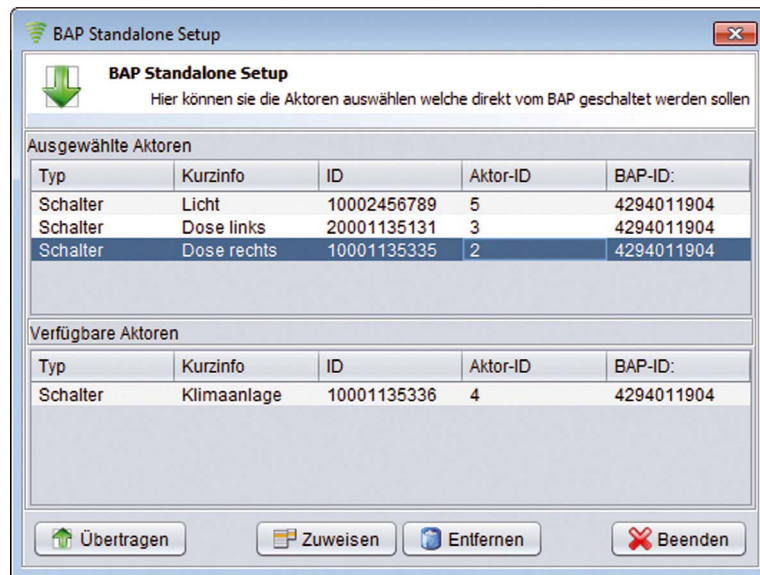 BAP Standalone Setup
BAP Standalone Setup
Hier können sie die Aktoren auswählen welche direkt vom BAP geschaltet werden sollen
Ausgewählte Aktoren
Typ Kurzinfo ID Aktor-ID BAP-ID:
Schalter Licht 10002456789 5 4294011904
Schalter Dose links 20001135131 3 4294011904
Schalter Dose rechts 10001135335 2 4294011904
Verfügbare Aktoren
Typ Kurzinfo ID Aktor-ID BAP-ID:
Schalter Klimaanlage 10001135336 4 4294011904
Übertragen Zuweisen Entfernen Beenden